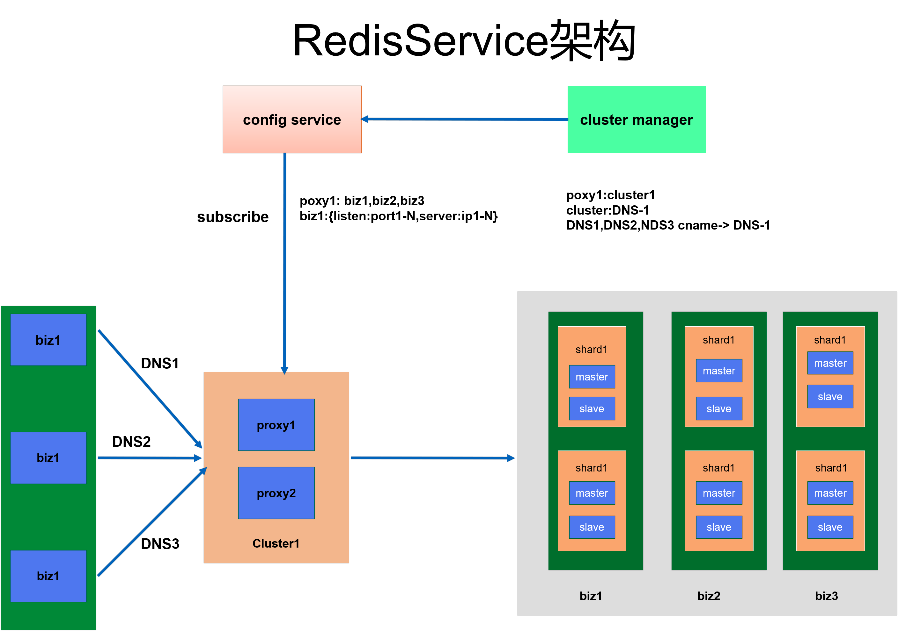 RedisService架构
config service
cluster manager
subscribe
poxy1: biz1,biz2,biz3
biz1:{listen:port1-N,server:ip1-N}
poxy1:cluster1
cluster:DNS-1
DNS1,DNS2,NDS3 cname-> DNS-1
biz1
biz1
biz1
DNS1
DNS2
DNS3
proxy1
proxy2
Cluster1
shard1
master
slave
shard1
master
slave
biz1
shard1
master
slave
shard1
master
slave
biz2
shard1
master
slave
shard1
master
slave
biz3